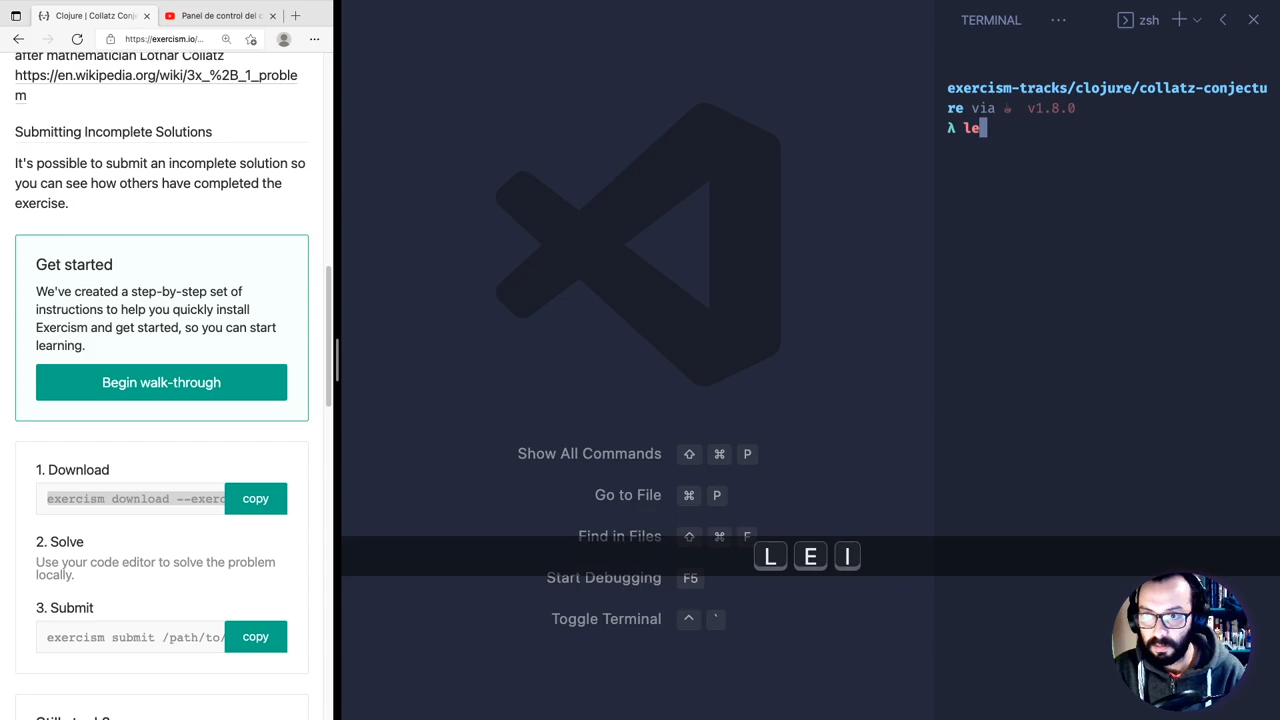 Clojure | Collatz Conje
Panel de control del c
https://exercism.io/...
after mathematician Lothar Collatz
https://en.wikipedia.org/wiki/3x_%2B_1_proble
m
Submitting Incomplete Solutions
It's possible to submit an incomplete solution so
you can see how others have completed the
exercise.
Get started
We've created a step-by-step set of
instructions to help you quickly install
Exercism and get started, so you can start
learning.
Begin walk-through
1. Download
exercism download --exerc
copy
2. Solve
Use your code editor to solve the problem
locally.
3. Submit
exercism submit /path/to/
copy
Show All Commands ⇧ ⌘ P
Go to File ⌘ P
Find in Files ⇧ ⌘ F
Start Debugging F5
Toggle Terminal ^ `
L E I
TERMINAL
zsh
exercism-tracks/clojure/collatz-conjectu
re via v1.8.0
λ le